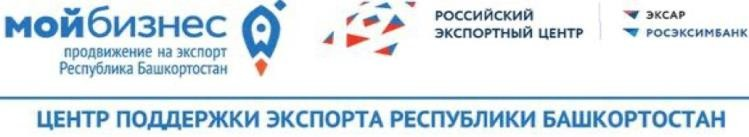 мойбизнес
продвижение на экспорт
Республика Башкортостан
РОССИЙСКИЙ
ЭКСПОРТНЫЙ ЦЕНТР
ЭКСАР
РОСЭКСИМБАНК
ЦЕНТР ПОДДЕРЖКИ ЭКСПОРТА РЕСПУБЛИКИ БАШКОРТОСТАН